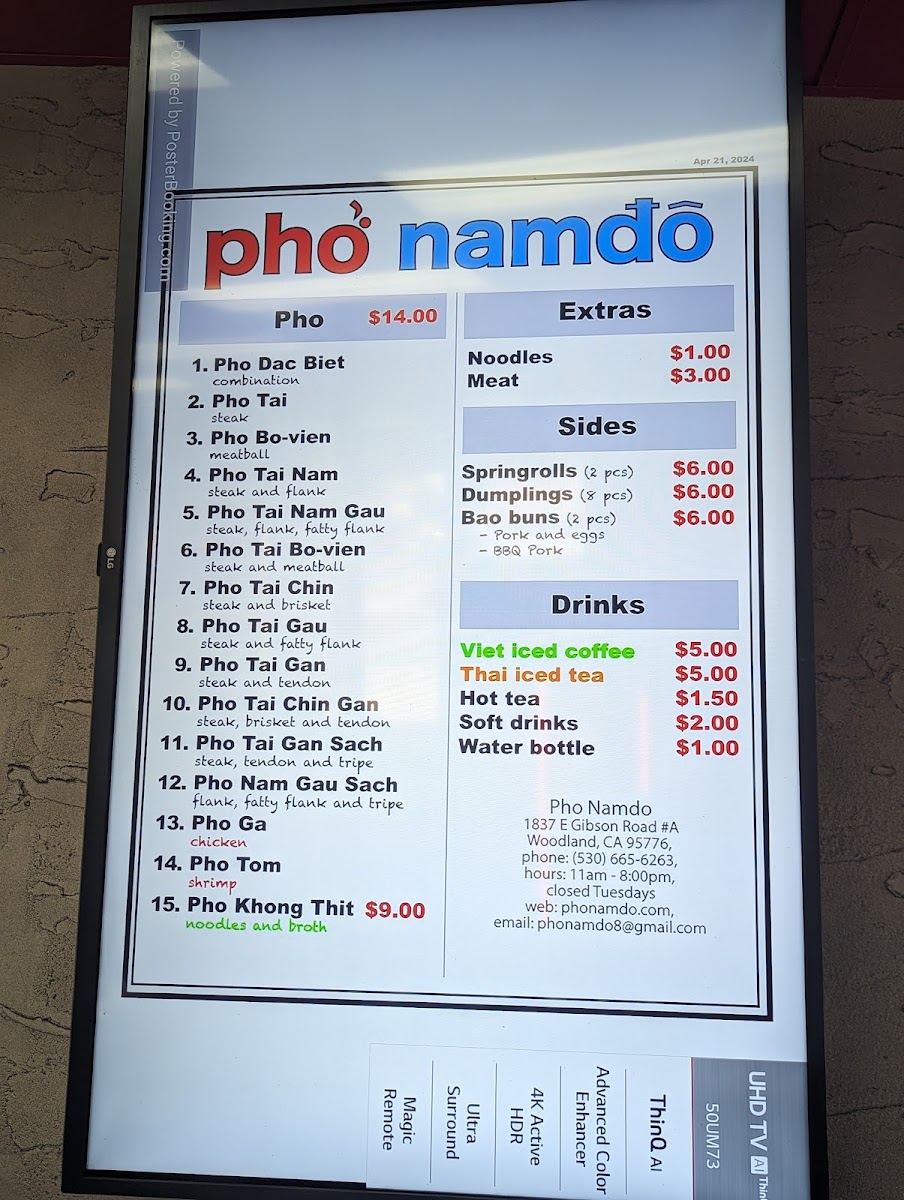 Powered by PosterBooking.com
Apr 21, 2024
phở namđô
Pho $14.00
1. Pho Dac Biet
combination
2. Pho Tai
steak
3. Pho Bo-vien
meatball
4. Pho Tai Nam
steak and flank
5. Pho Tai Nam Gau
steak, flank, fatty flank
6. Pho Tai Bo-vien
steak and meatball
7. Pho Tai Chin
steak and brisket
8. Pho Tai Gau
steak and fatty flank
9. Pho Tai Gan
steak and tendon
10. Pho Tai Chin Gan
steak, brisket and tendon
11. Pho Tai Gan Sach
steak, tendon and tripe
12. Pho Nam Gau Sach
flank, fatty flank and tripe
13. Pho Ga
chicken
14. Pho Tom
shrimp
15. Pho Khong Thit $9.00
noodles and broth
Extras
Noodles $1.00
Meat $3.00
Sides
Springrolls (2 pcs) $6.00
Dumplings (8 pcs) $6.00
Bao buns (2 pcs) $6.00
- Pork and eggs
- BBQ Pork
Drinks
Viet iced coffee $5.00
Thai iced tea $5.00
Hot tea $1.50
Soft drinks $2.00
Water bottle $1.00
Pho Namdo
1837 E Gibson Road #A
Woodland, CA 95776,
phone: (530) 665-6263,
hours: 11am - 8:00pm,
closed Tuesdays
web: phonamdo.com,
email: phonamdo8@gmail.com
LG
UHD TV AI Thin
50UM73
ThinQ AI
Advanced Color
Enhancer
4K Active
HDR
Ultra
Surround
Magic
Remote